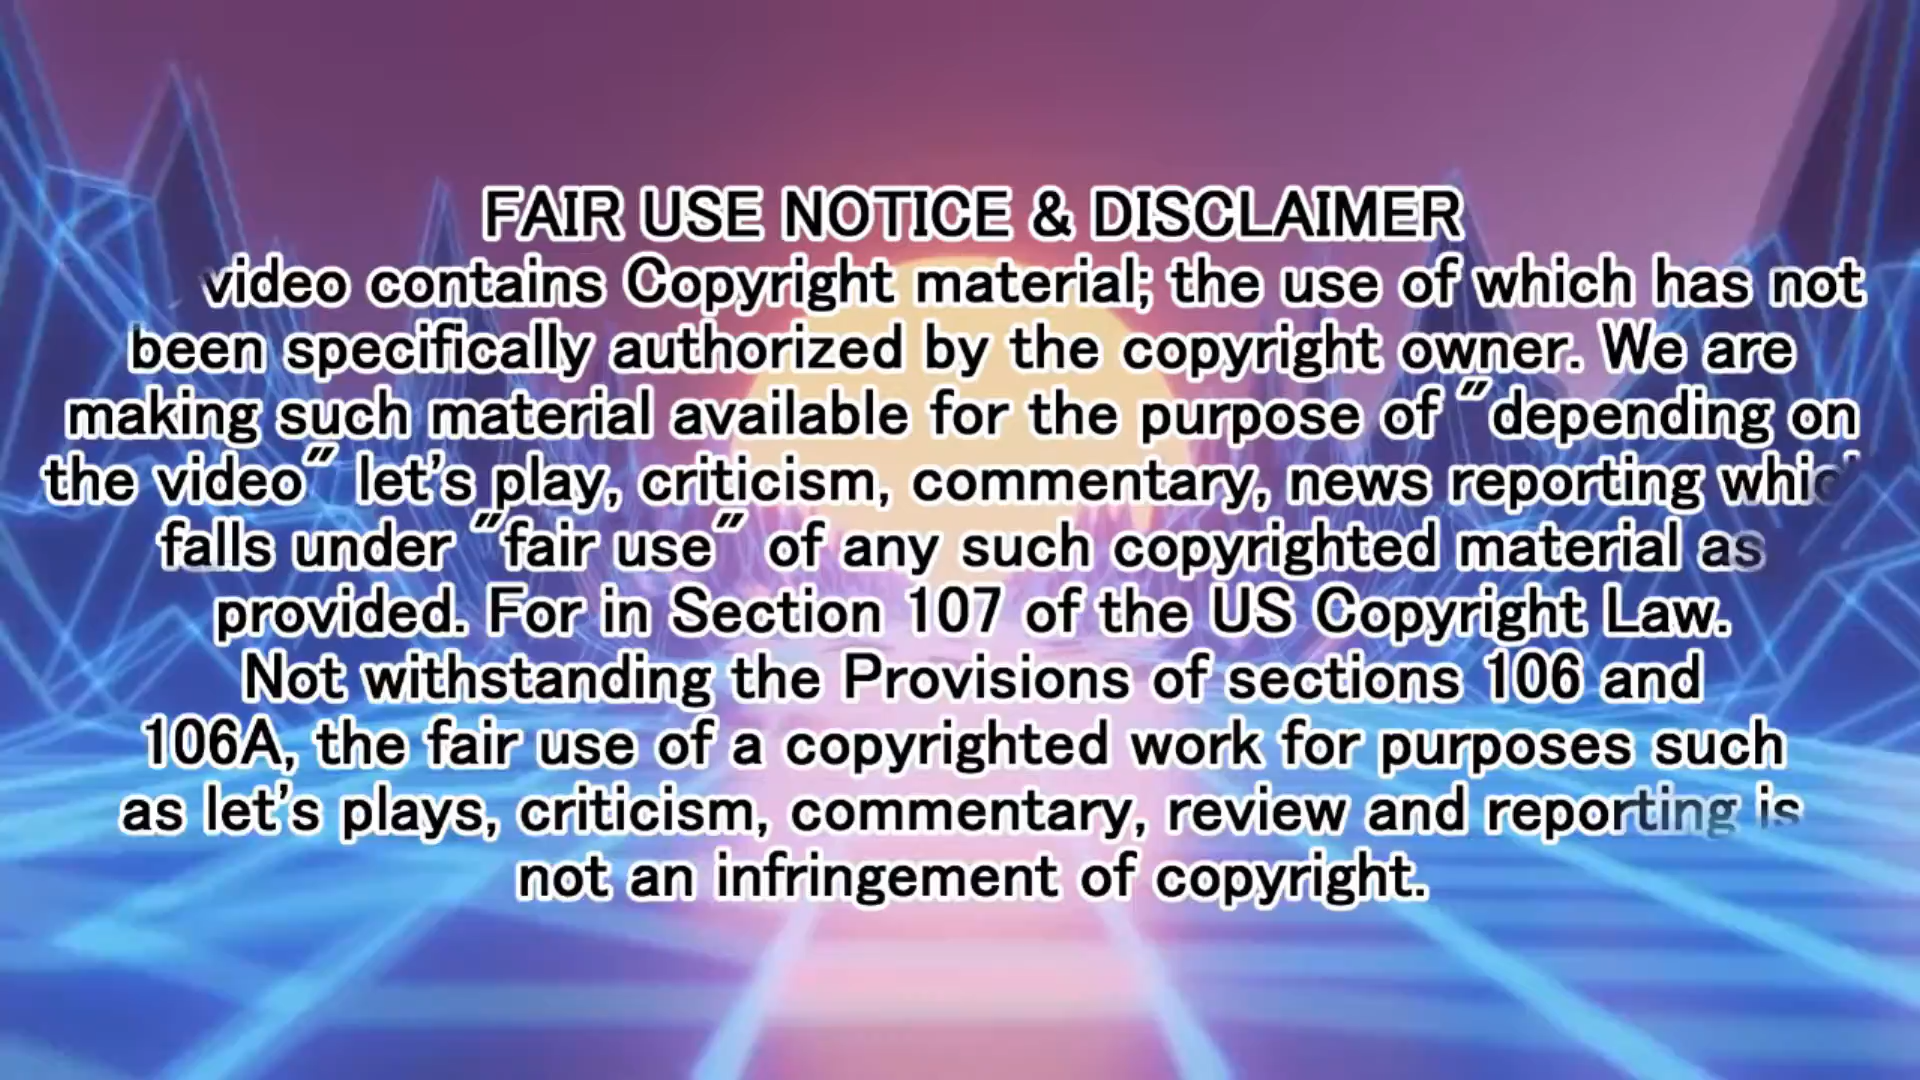 FAIR USE NOTICE & DISCLAIMER
video contains Copyright material; the use of which has not
been specifically authorized by the copyright owner. We are
making such material available for the purpose of "depending on
the video" let's play, criticism, commentary, news reporting which
falls under "fair use" of any such copyrighted material as
provided. For in Section 107 of the US Copyright Law.
Not withstanding the Provisions of sections 106 and
106A, the fair use of a copyrighted work for purposes such
as let's plays, criticism, commentary, review and reporting is
not an infringement of copyright.